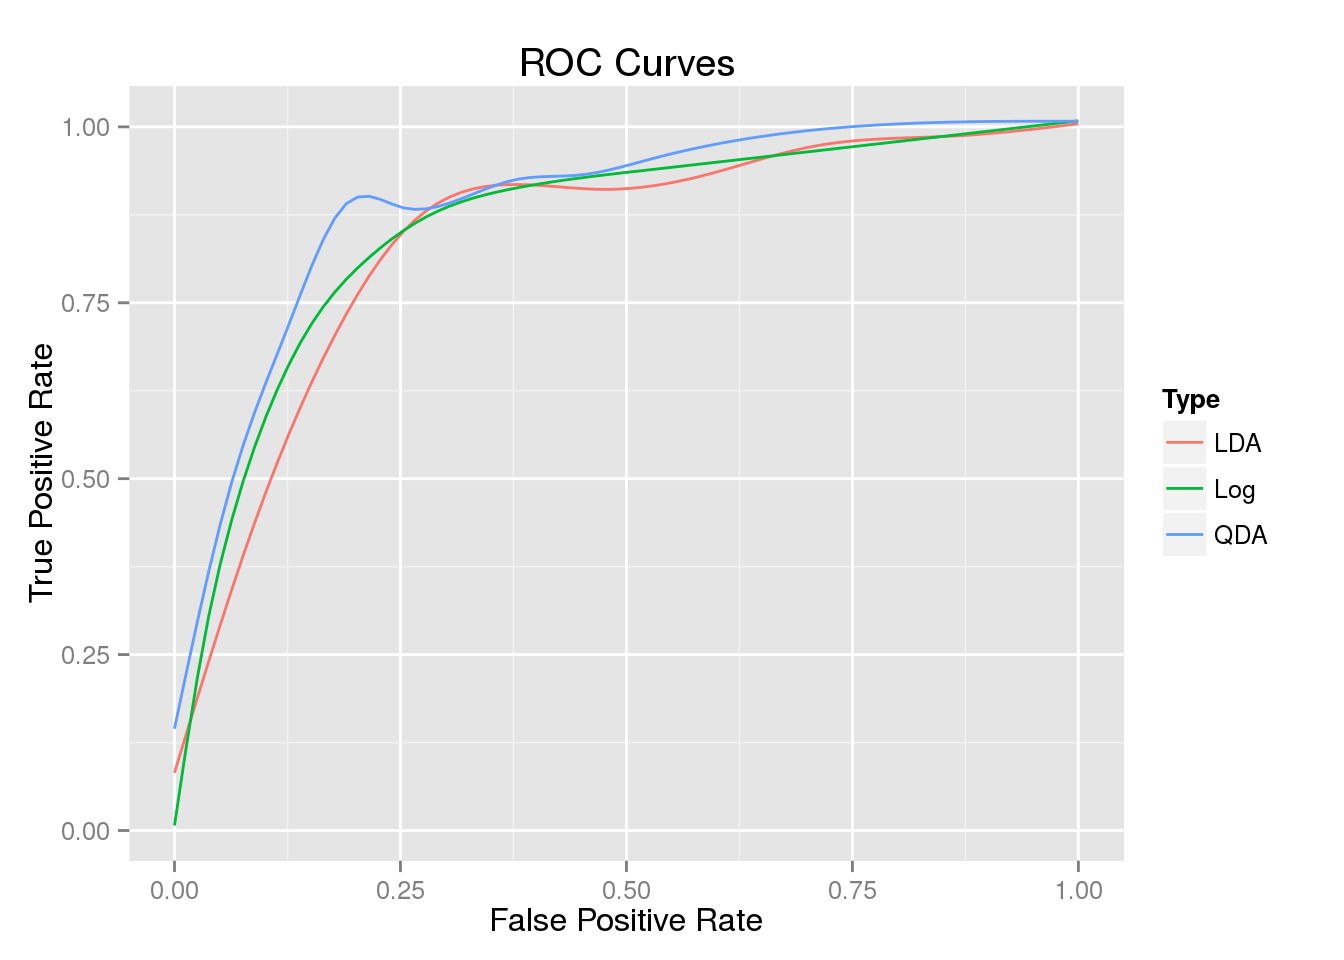 ROC Curves
True Positive Rate
1.00
0.75
0.50
0.25
0.00
0.00 0.25 0.50 0.75 1.00
False Positive Rate
Type
LDA
Log
QDA